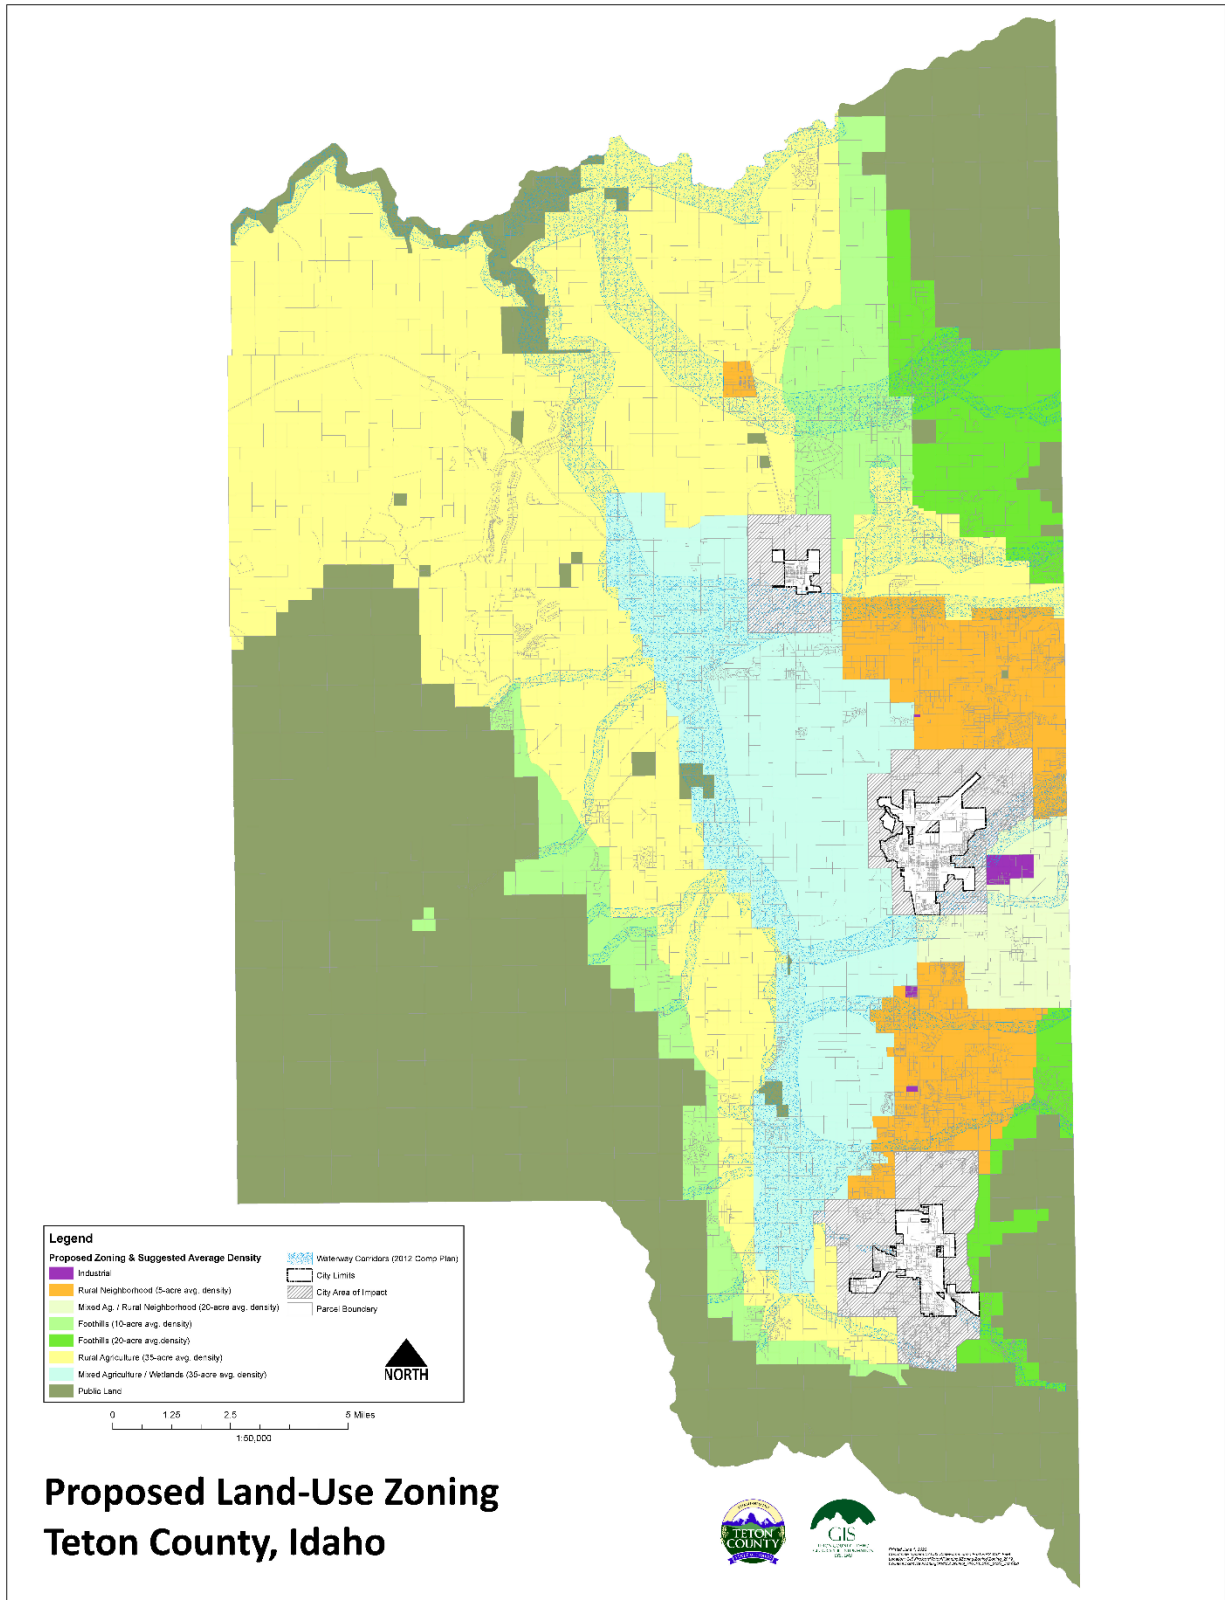 Legend
Proposed Zoning & Suggested Average Density
Industrial
Rural Neighborhood (5-acre avg. density)
Mixed Ag. / Rural Neighborhood (20-acre avg. density)
Foothills (10-acre avg. density)
Foothills (20-acre avg.density)
Rural Agriculture (35-acre avg. density)
Mixed Agriculture / Wetlands (35-acre avg. density)
Public Land
Waterway Corridors (2012 Comp Plan)
City Limits
City Area of Impact
Parcel Boundary
NORTH
0 1.25 2.5 5 Miles
1:60,000
Proposed Land-Use Zoning
Teton County, Idaho
TETON
COUNTY
GIS